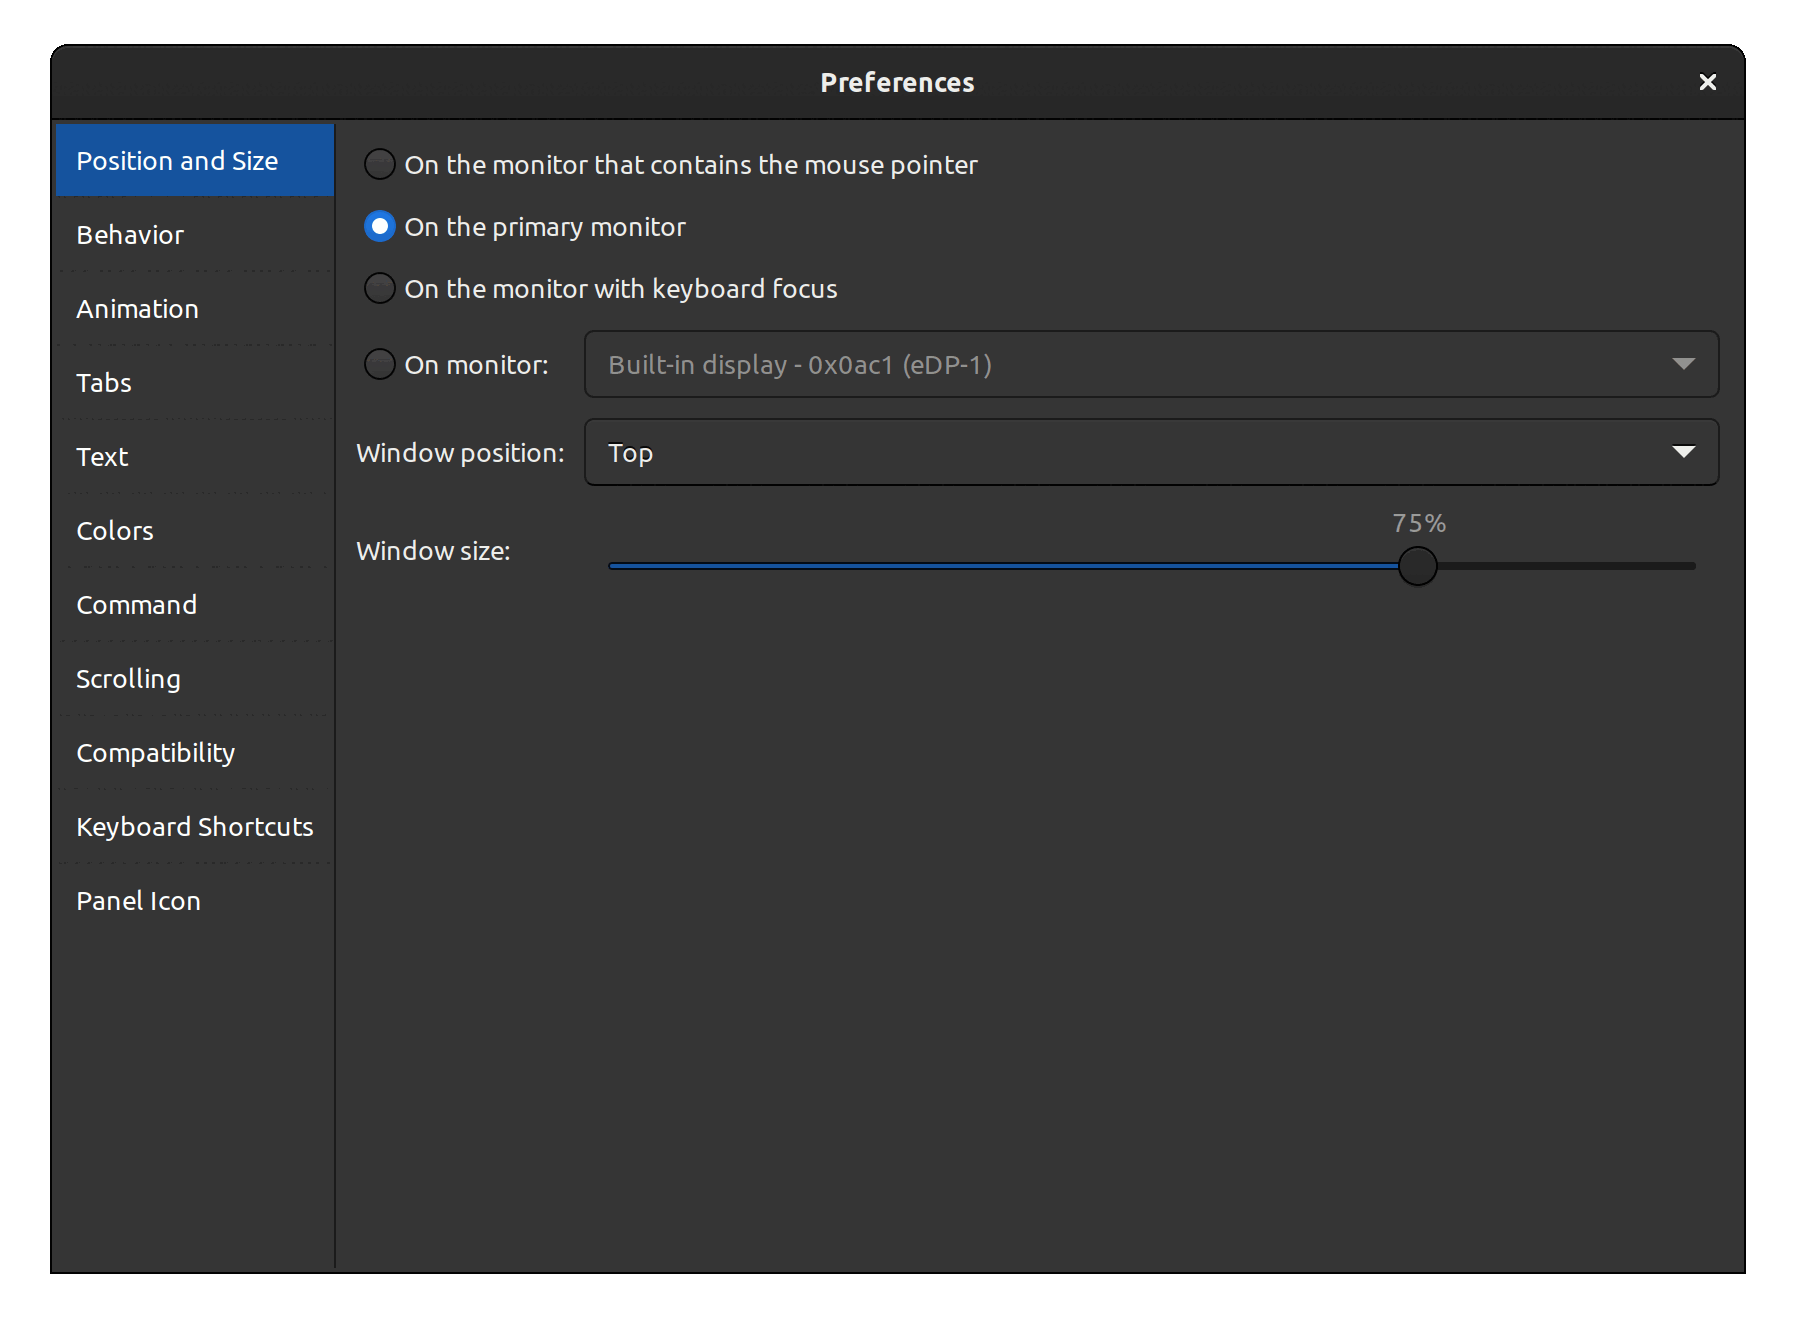 Preferences
Position and Size
Behavior
Animation
Tabs
Text
Colors
Command
Scrolling
Compatibility
Keyboard Shortcuts
Panel Icon
On the monitor that contains the mouse pointer
On the primary monitor
On the monitor with keyboard focus
On monitor: Built-in display - 0x0ac1 (eDP-1)
Window position: Top
75%
Window size: